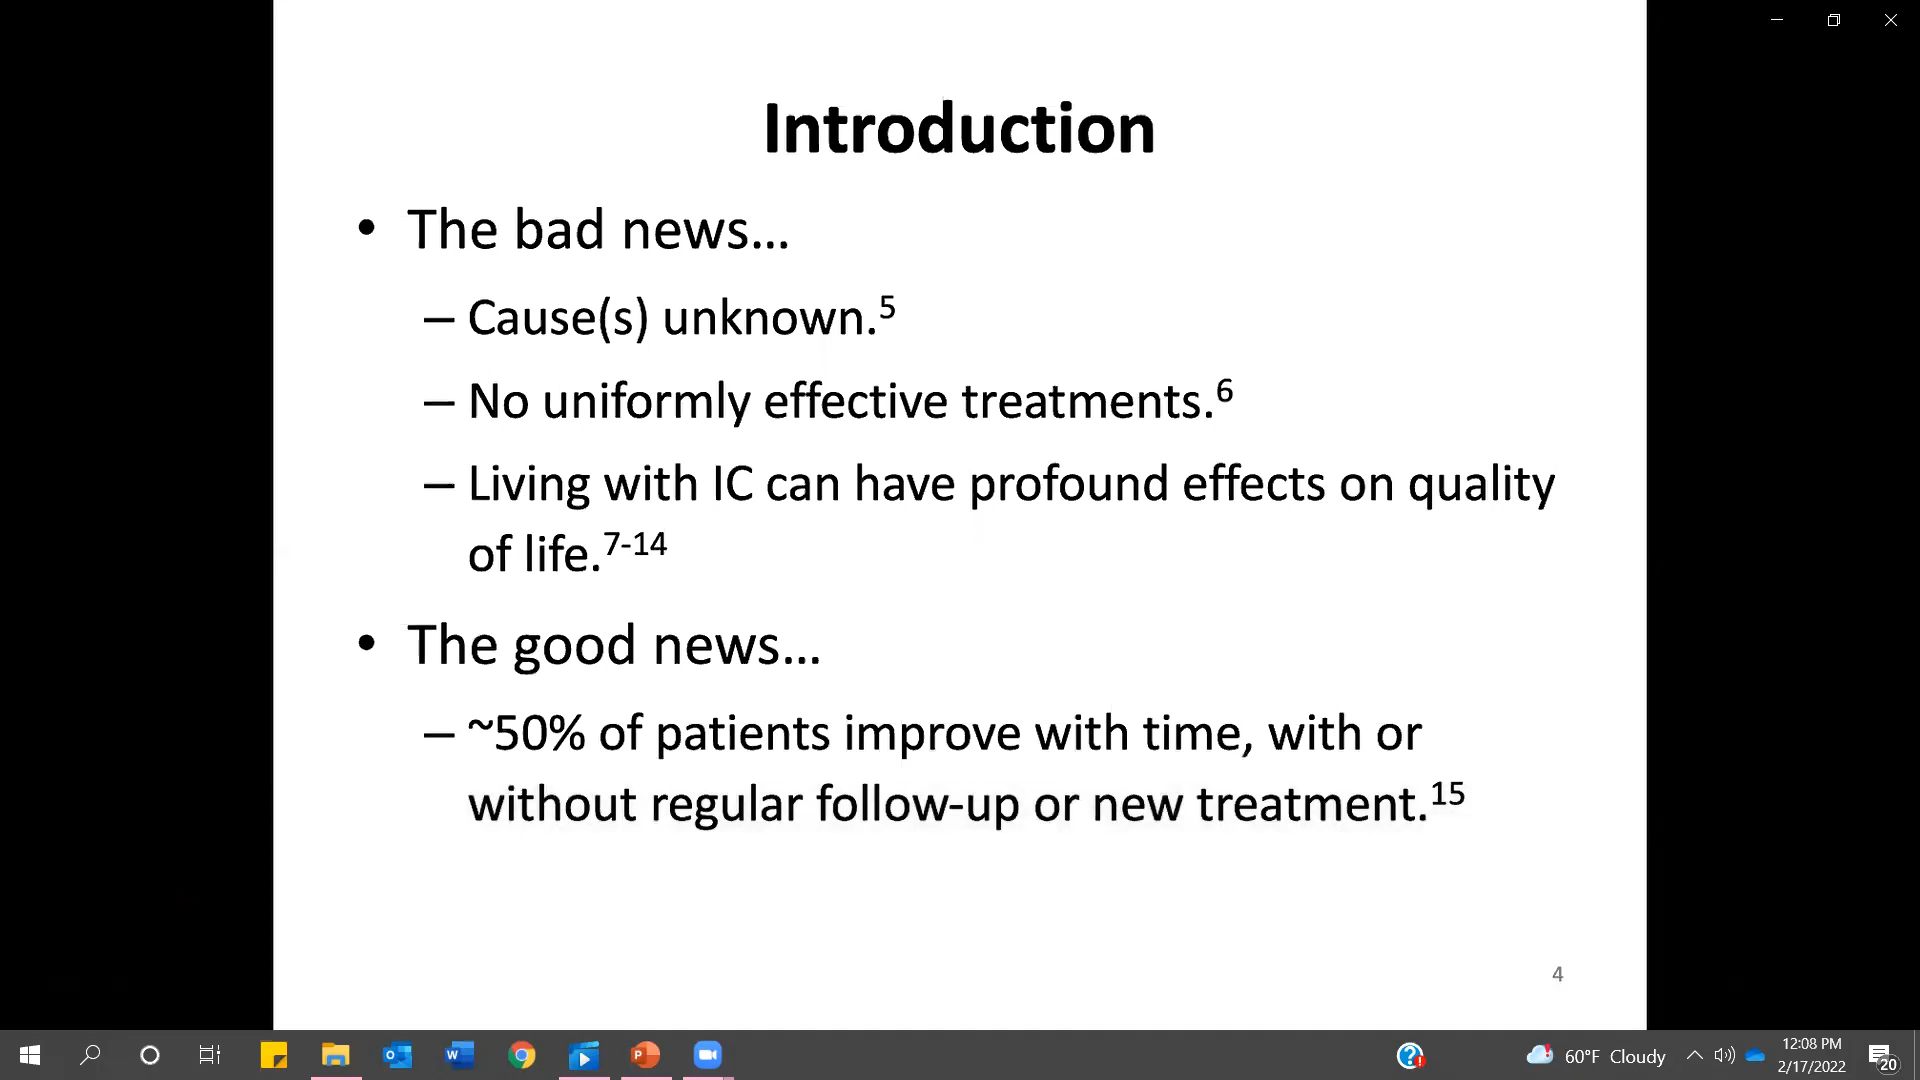 Introduction
• The bad news...
– Cause(s) unknown.5
– No uniformly effective treatments.6
– Living with IC can have profound effects on quality
of life.7-14
• The good news...
– ~50% of patients improve with time, with or
without regular follow-up or new treatment.15
4
60°F Cloudy
12:08 PM
2/17/2022
20